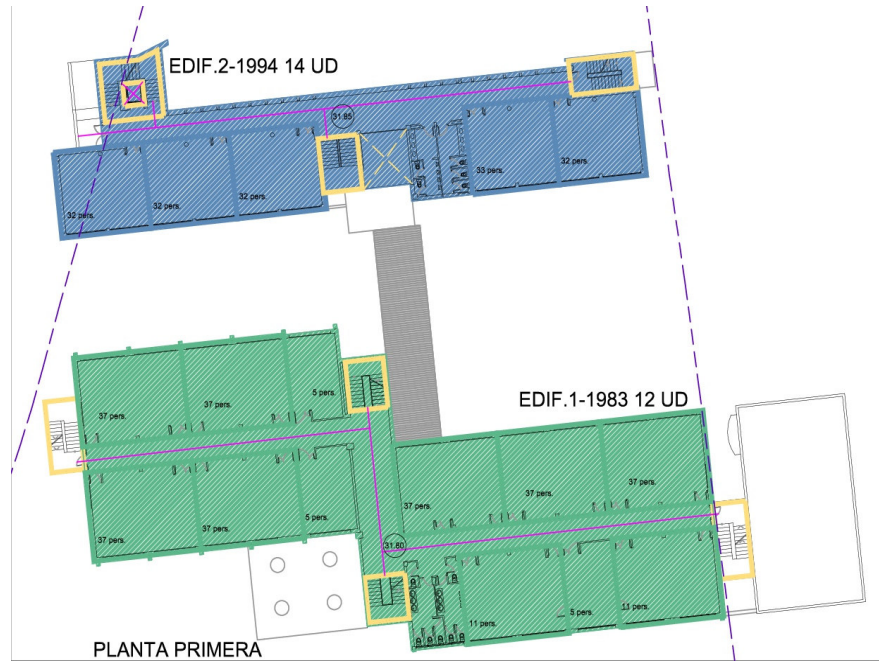 EDIF.2-1994 14 UD
31.65
33 pers.
32 pers.
32 pers.
32 pers.
32 pers.
5 pers.
37 pers.
37 pers.
EDIF.1-1983 12 UD
37 pers.
37 pers.
37 pers.
5 pers.
37 pers.
37 pers.
31.80
11 pers.
5 pers.
11 pers.
PLANTA PRIMERA